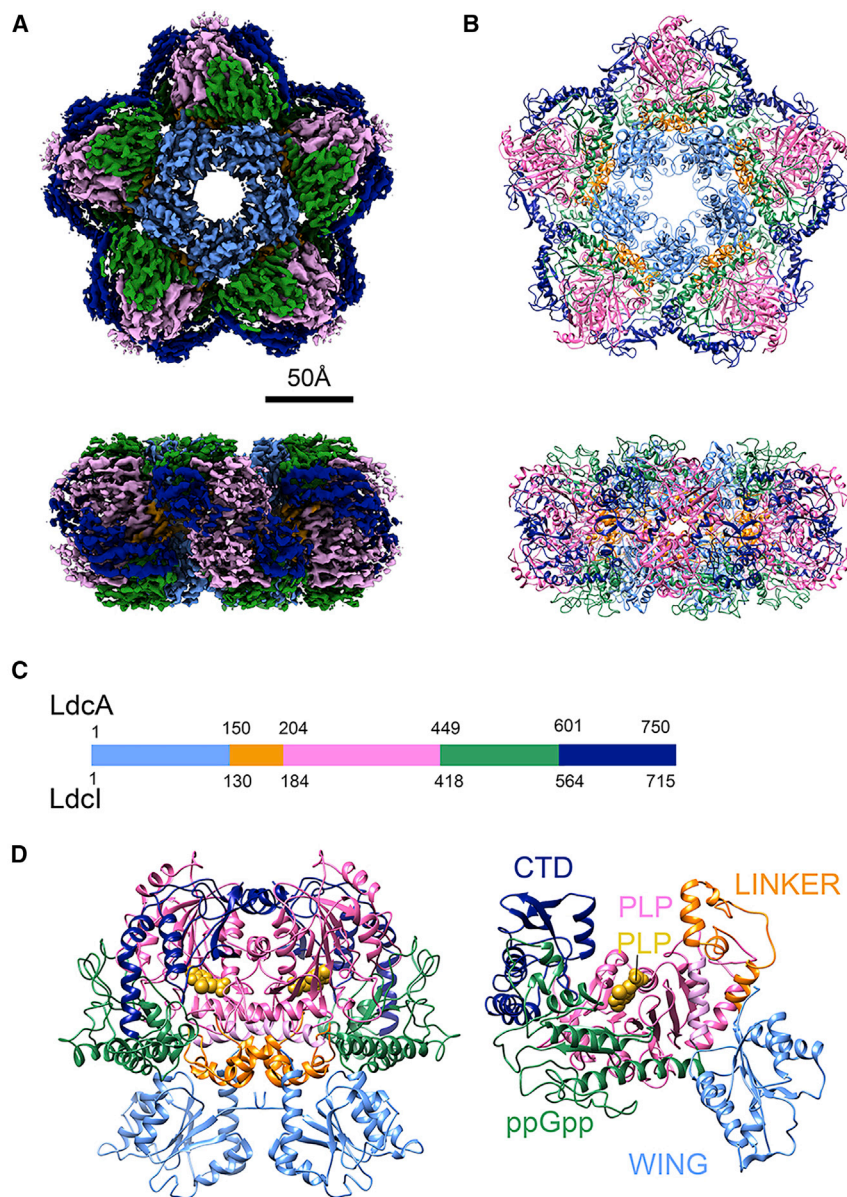 A
B
50Å
C
LdcA
1 150 204 449 601 750
1 130 184 418 564 715
LdcI
D
CTD
PLP
LINKER
PLP
ppGpp
WING